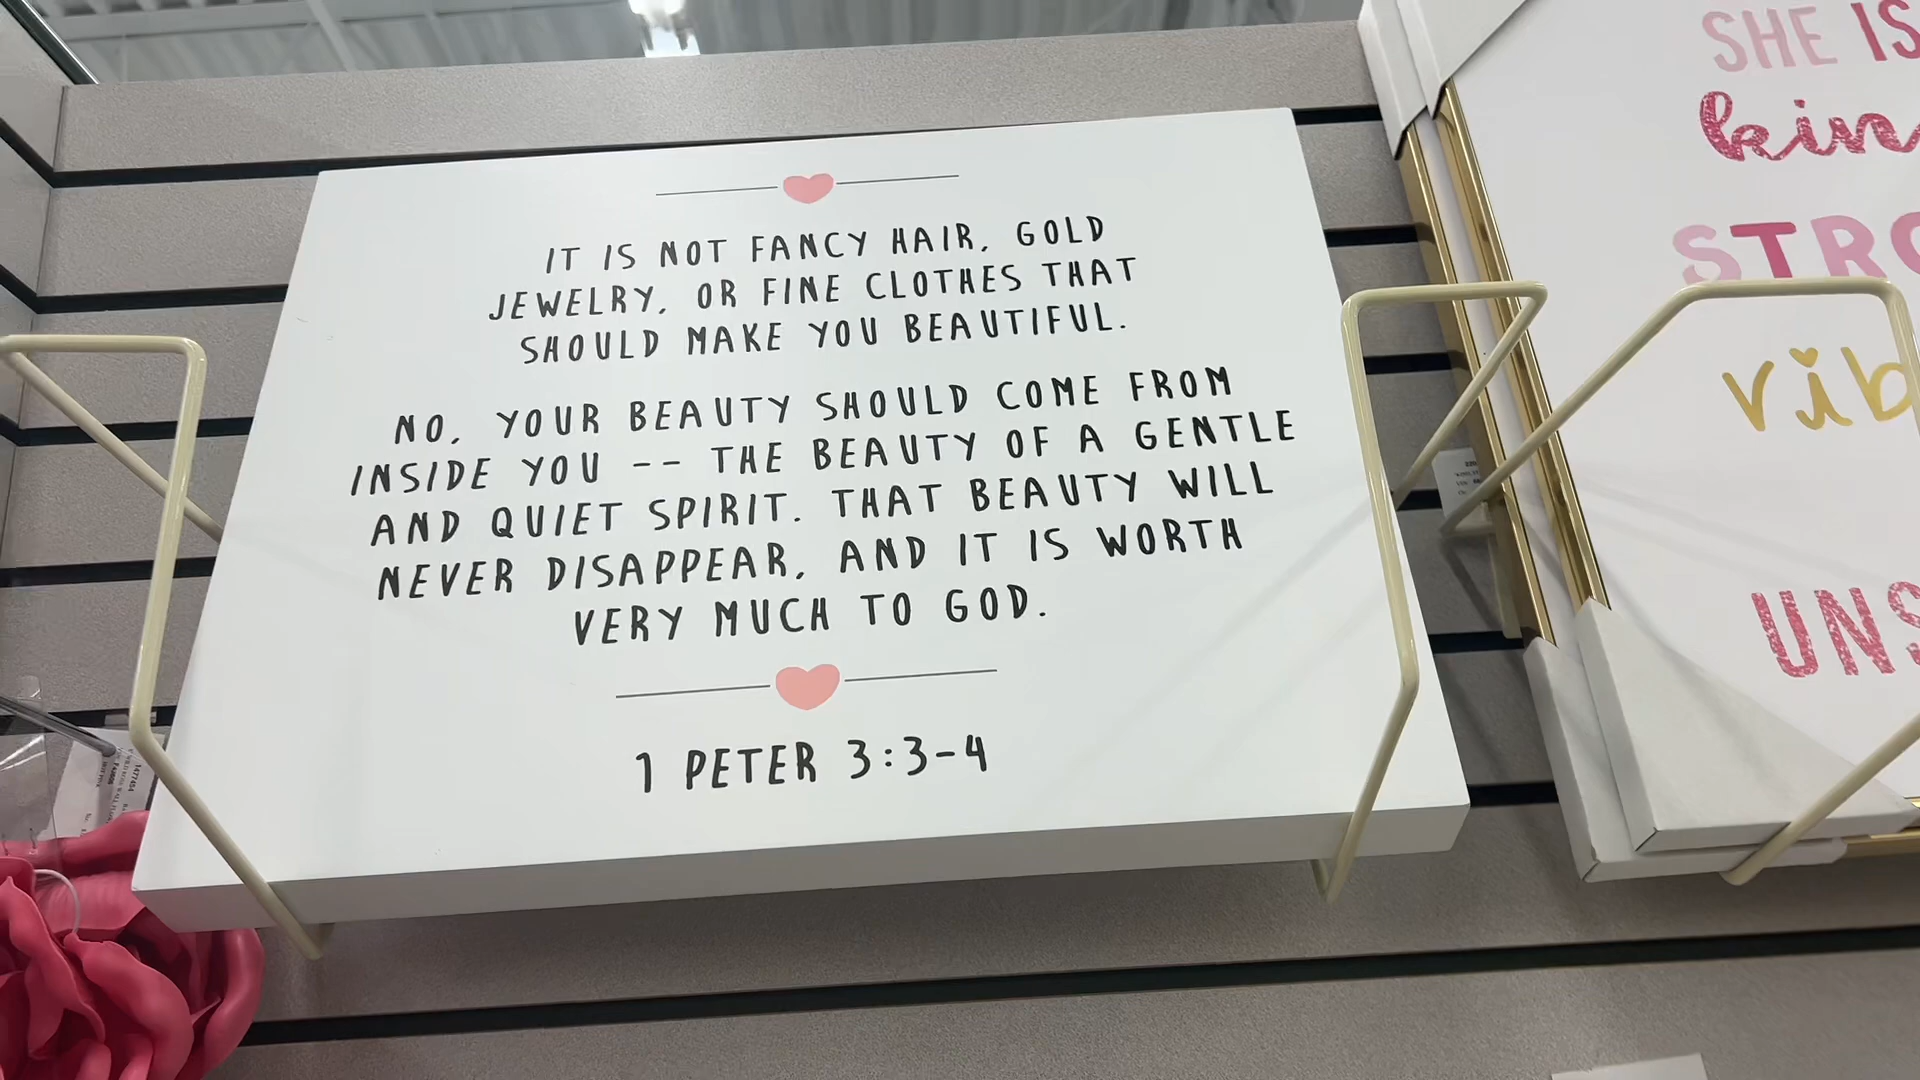 IT IS NOT FANCY HAIR, GOLD
JEWELRY, OR FINE CLOTHES THAT
SHOULD MAKE YOU BEAUTIFUL.
NO, YOUR BEAUTY SHOULD COME FROM
INSIDE YOU -- THE BEAUTY OF A GENTLE
AND QUIET SPIRIT. THAT BEAUTY WILL
NEVER DISAPPEAR, AND IT IS WORTH
VERY MUCH TO GOD.
1 PETER 3:3-4
SHE IS